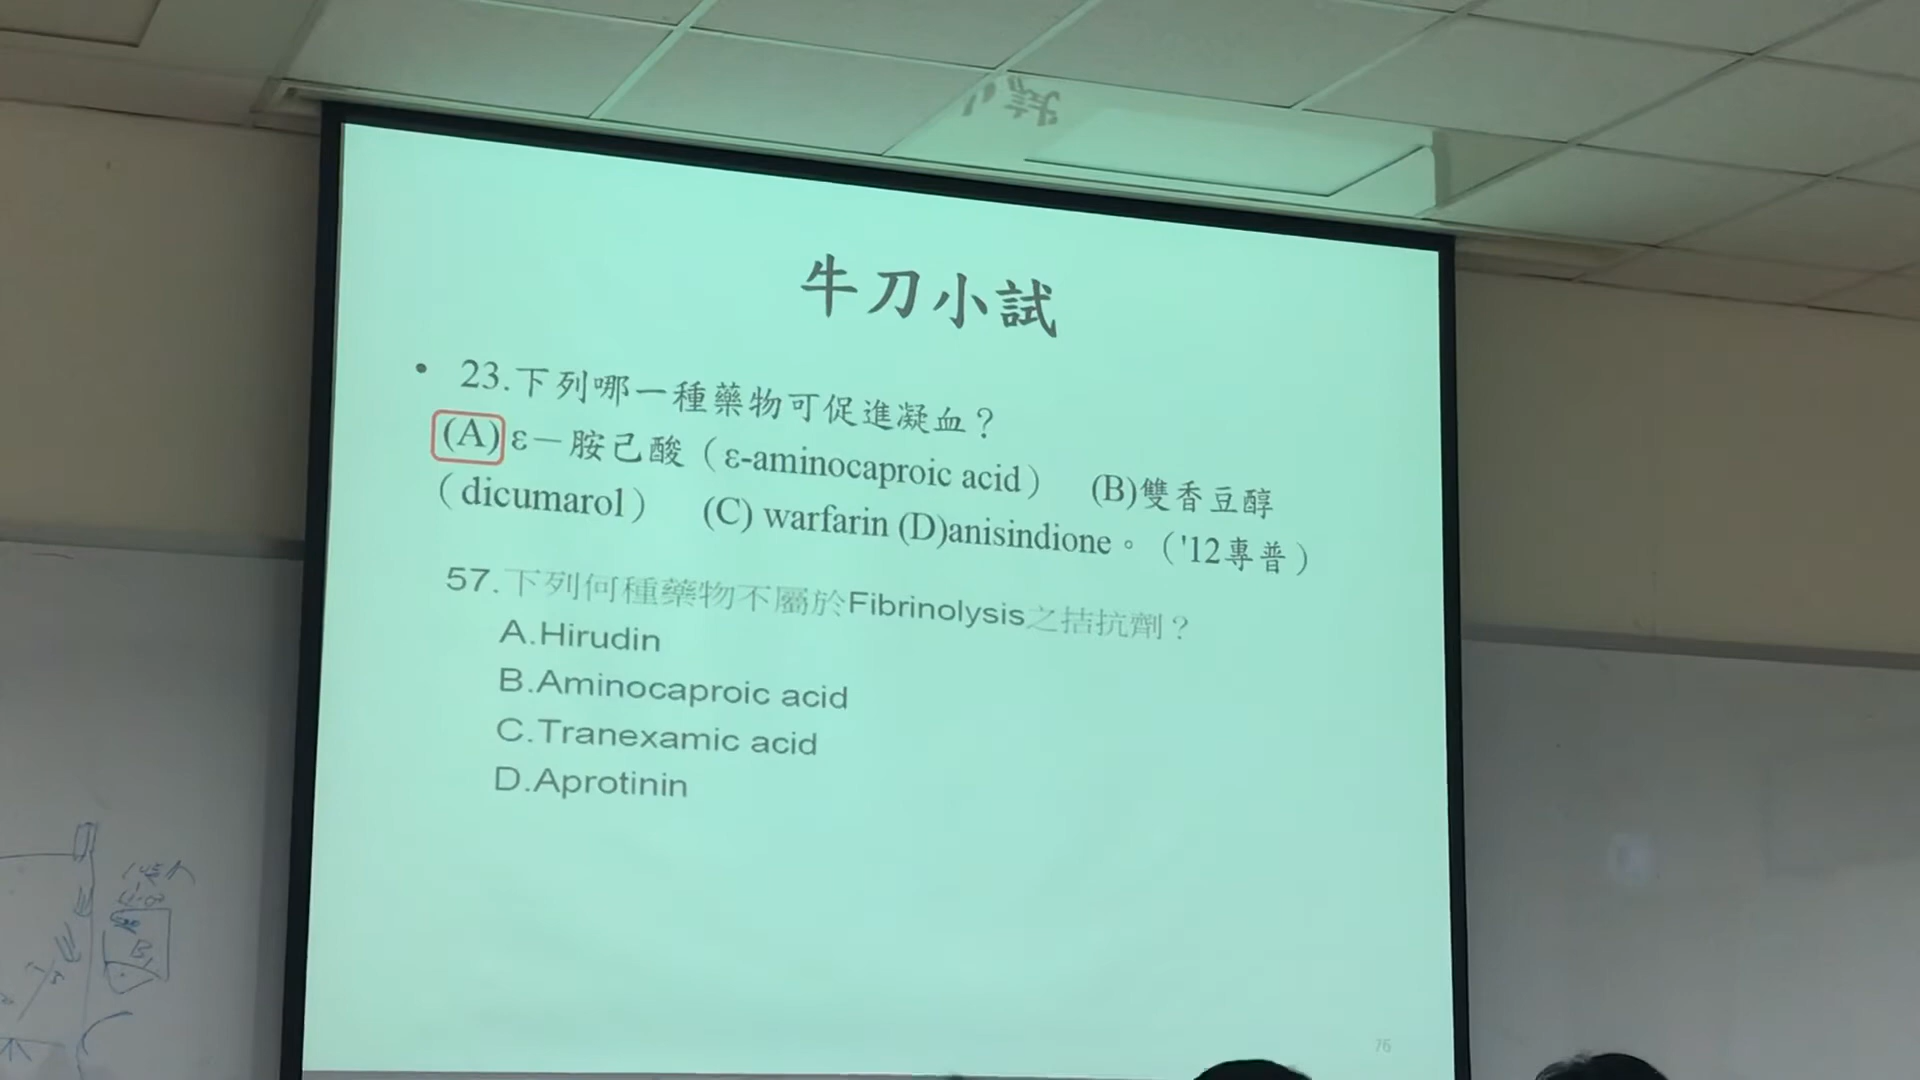 牛刀小試
• 23.下列哪一種藥物可促進凝血？
(A) ε－胺己酸（ε-aminocaproic acid） (B)雙香豆醇
（dicumarol） (C) warfarin (D)anisindione。（'12專普）
57.下列何種藥物不屬於Fibrinolysis之拮抗劑？
A.Hirudin
B.Aminocaproic acid
C.Tranexamic acid
D.Aprotinin
76